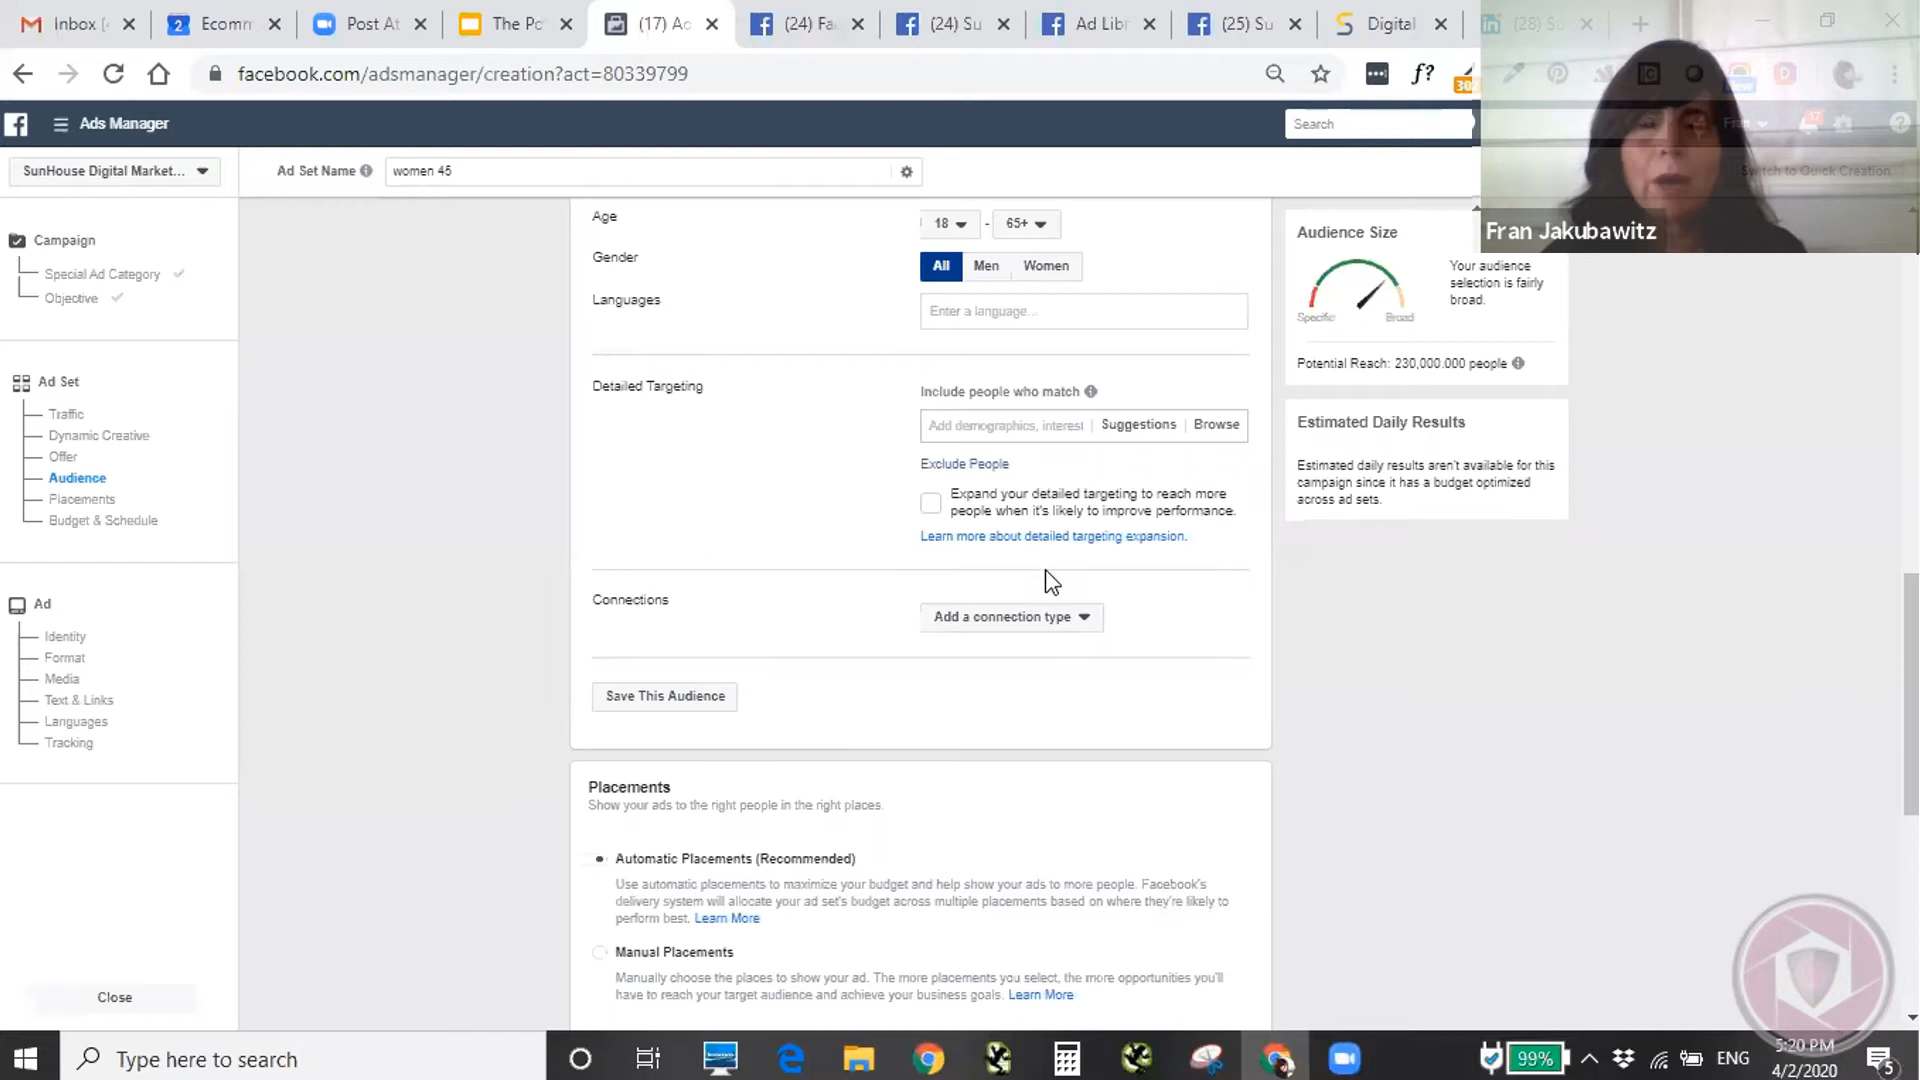 Inbox (
2 Ecomm
Post At
The Po
(17) Ac
(24) Fa
(24) Su
Ad Libr
(25) Su
Digital
(28) Su
facebook.com/adsmanager/creation?act=80339799
f?
Ads Manager
Search
Fran
SunHouse Digital Market...
Ad Set Name
women 45
Switch to Quick Creation
Fran Jakubawitz
Campaign
Special Ad Category
Objective
Ad Set
Traffic
Dynamic Creative
Offer
Audience
Placements
Budget & Schedule
Ad
Identity
Format
Media
Text & Links
Languages
Tracking
Close
Age
18 - 65+
Gender
All Men Women
Languages
Enter a language...
Detailed Targeting
Include people who match
Add demographics, interest Suggestions Browse
Exclude People
Expand your detailed targeting to reach more
people when it's likely to improve performance.
Learn more about detailed targeting expansion.
Connections
Add a connection type
Save This Audience
Placements
Show your ads to the right people in the right places.
Automatic Placements (Recommended)
Use automatic placements to maximize your budget and help show your ads to more people. Facebook's
delivery system will allocate your ad set's budget across multiple placements based on where they're likely to
perform best. Learn More
Manual Placements
Manually choose the places to show your ad. The more placements you select, the more opportunities you'll
have to reach your target audience and achieve your business goals. Learn More
Audience Size
Specific Broad
Your audience
selection is fairly
broad.
Potential Reach: 230,000,000 people
Estimated Daily Results
Estimated daily results aren't available for this
campaign since it has a budget optimized
across ad sets.
Type here to search
99%
ENG
5:20 PM
4/2/2020
5